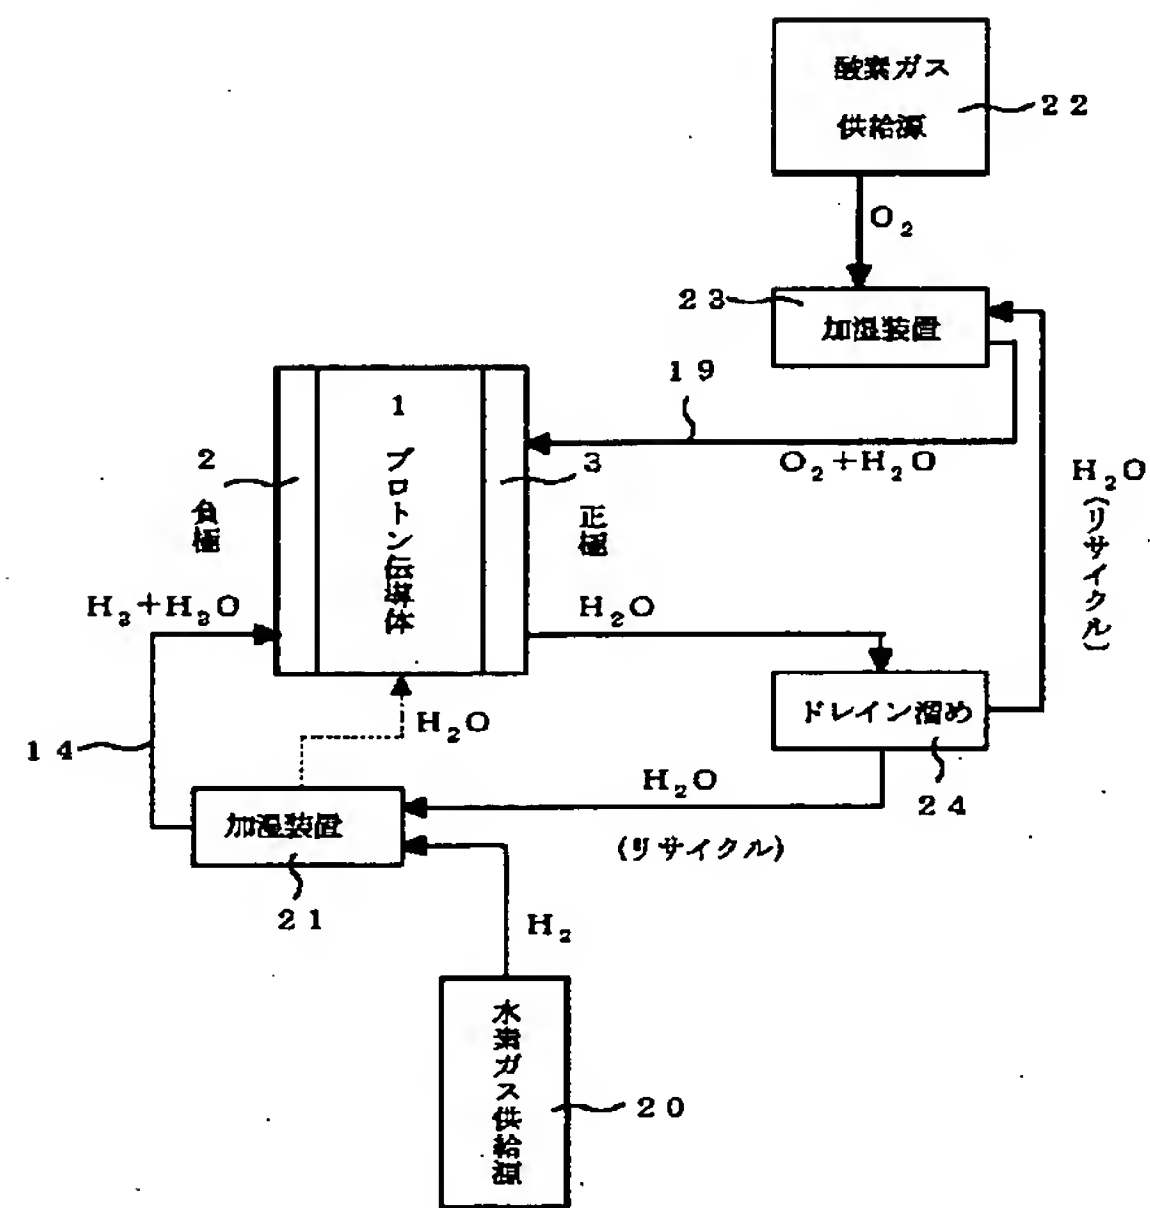 酸素ガス
供給源
22
O₂
23
加湿装置
19
O₂+H₂O
H₂O
(リサイクル)
1
プロトン伝導体
2
負極
3
正極
H₂+H₂O
H₂O
ドレイン溜め
24
14
H₂O
H₂O
(リサイクル)
加湿装置
21
H₂
水素ガス供給源
20